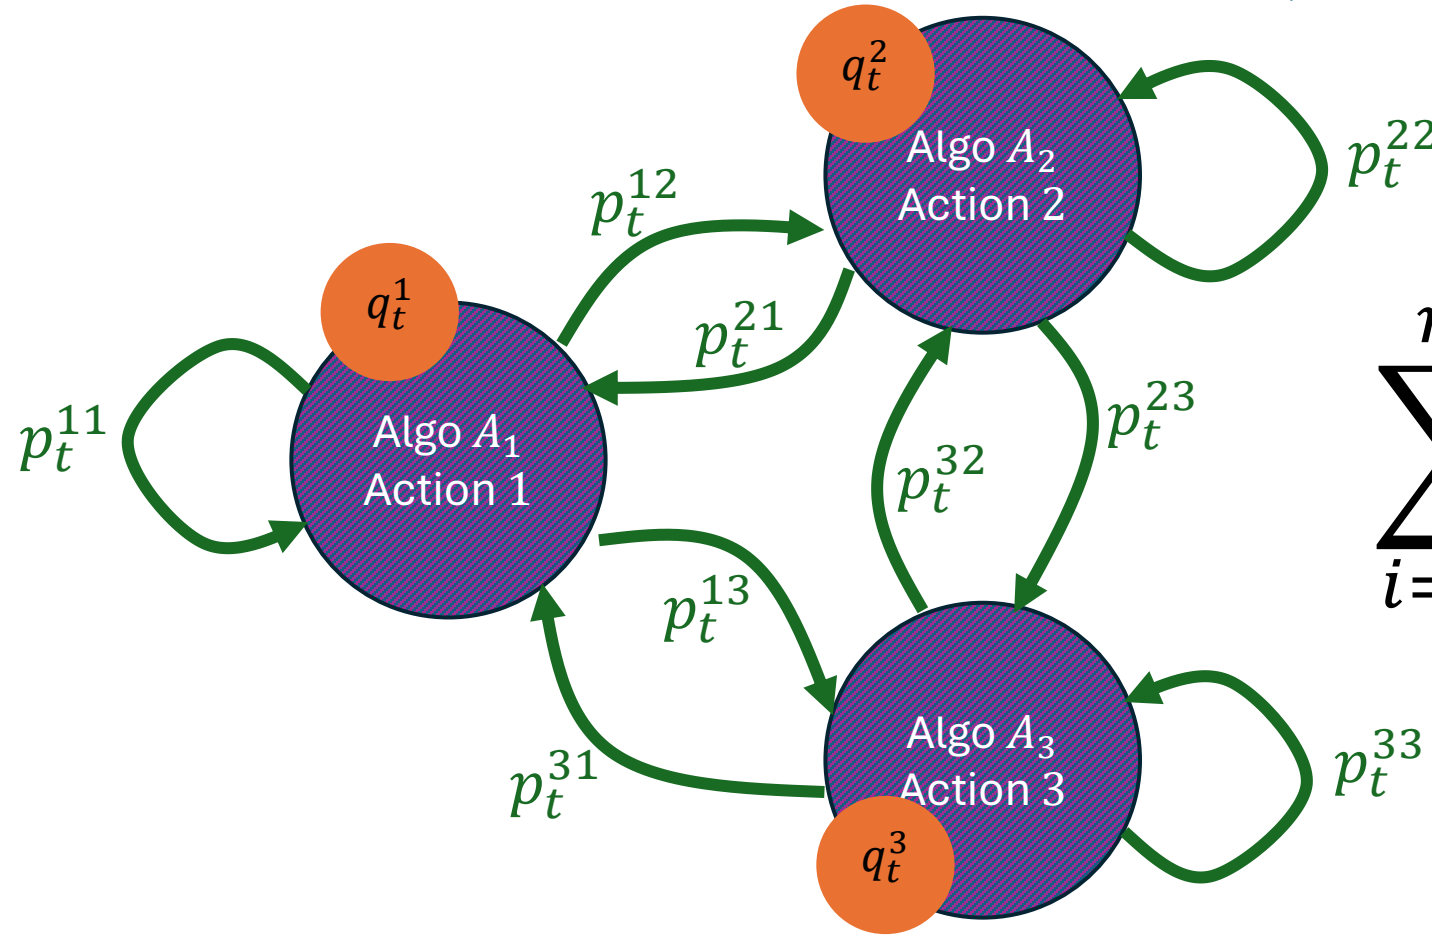 q_t^2
Algo A_2
Action 2
p_t^22
p_t^12
q_t^1
p_t^21
Algo A_1
Action 1
p_t^11
p_t^23
p_t^32
∑
i=
p_t^13
p_t^31
Algo A_3
Action 3
p_t^33
q_t^3